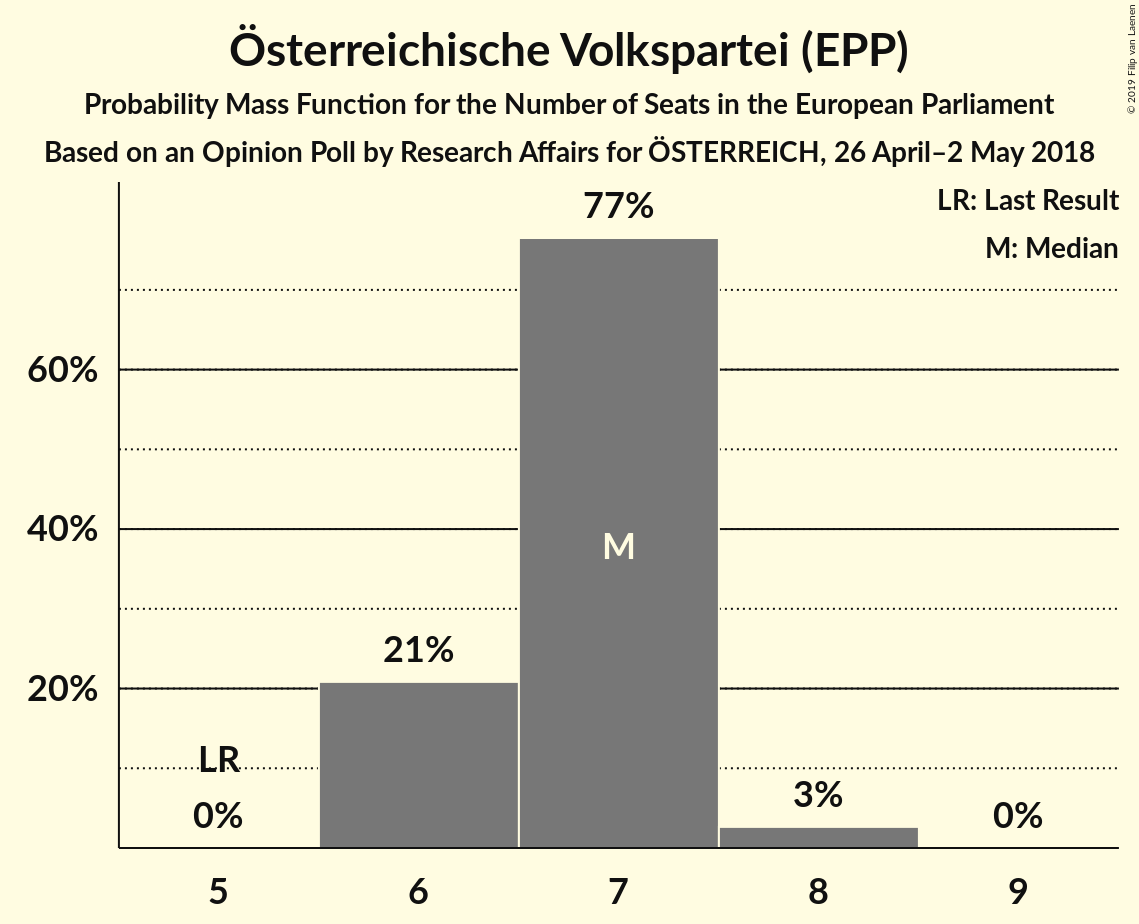 Österreichische Volkspartei (EPP)
Probability Mass Function for the Number of Seats in the European Parliament
Based on an Opinion Poll by Research Affairs for ÖSTERREICH, 26 April–2 May 2018
© 2019 Filip van Laenen
LR: Last Result
M: Median
77%
60%
40%
M
21%
20%
LR
0%
3%
0%
5
6
7
8
9